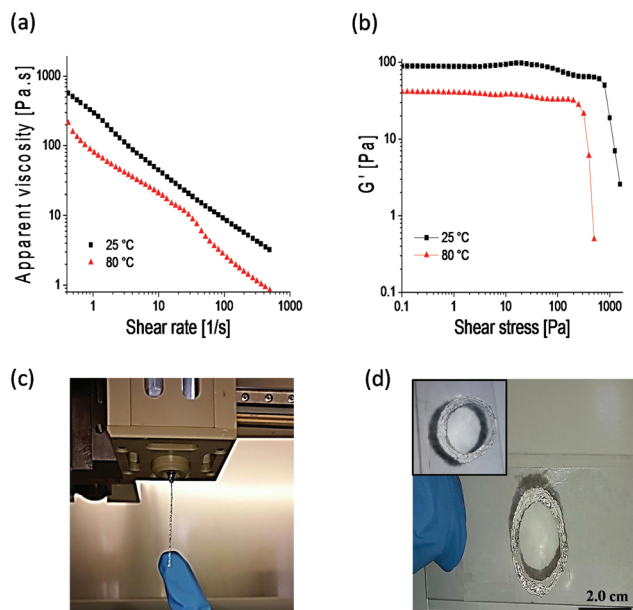 (a)
Apparent viscosity [Pa.s]
1000
100
10
1
25 °C
80 °C
1
10
100
1000
Shear rate [1/s]
(b)
G' [Pa]
100
10
1
0.1
25 °C
80 °C
0.1
1
10
100
1000
Shear stress [Pa]
(c)
(d)
2.0 cm